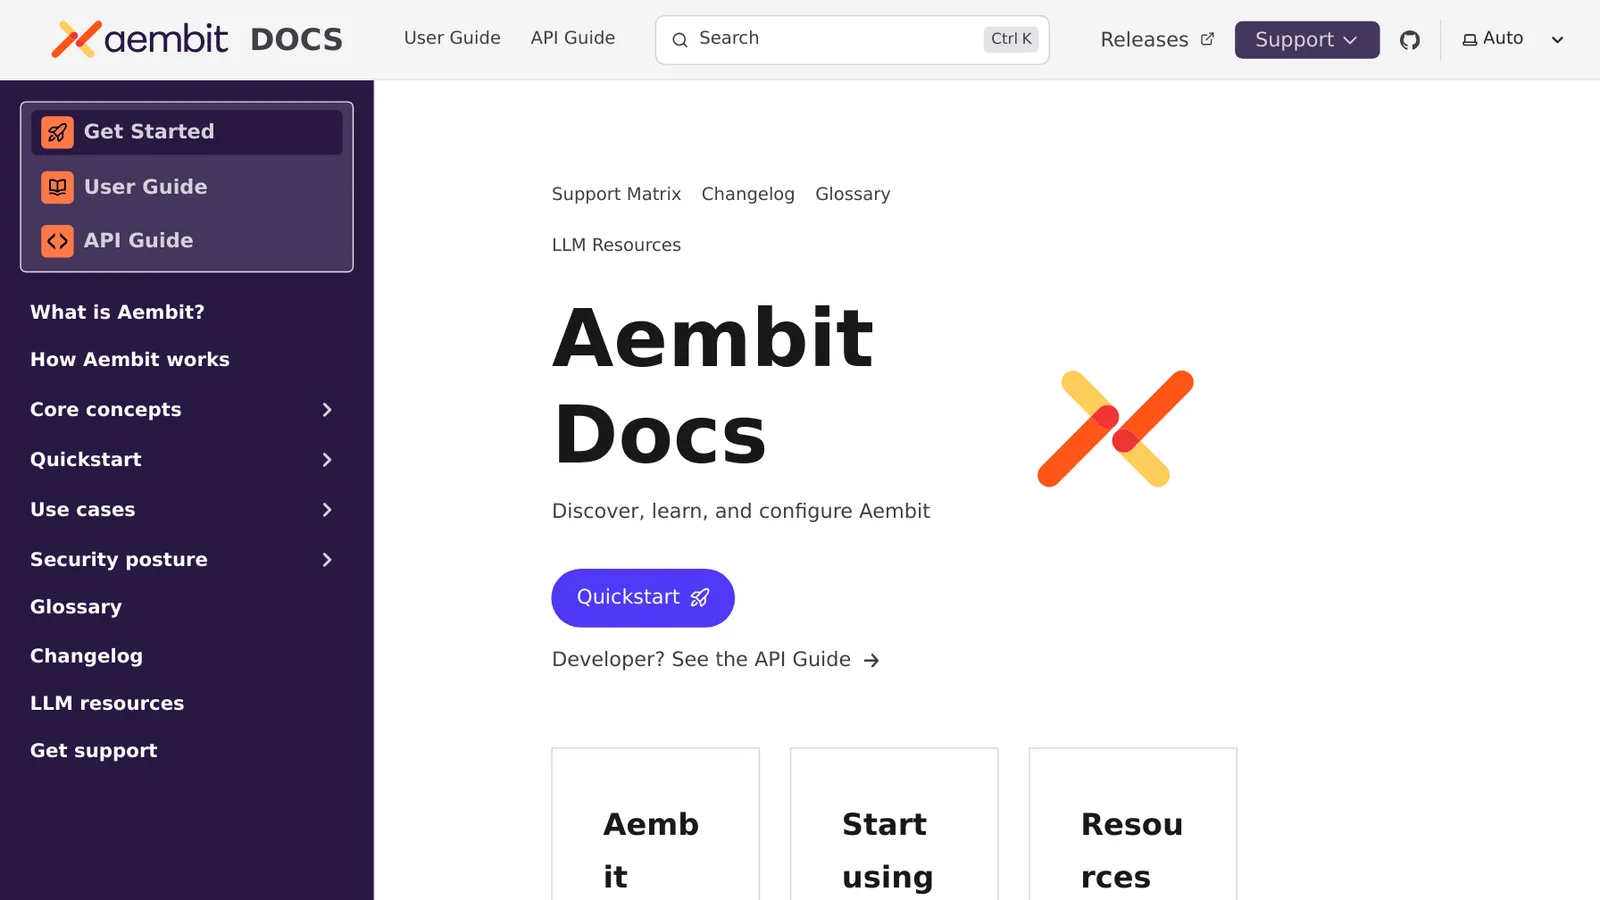 aembit DOCS
User Guide
API Guide
Search
Ctrl K
Releases
Support
Auto
Get Started
User Guide
API Guide
What is Aembit?
How Aembit works
Core concepts
Quickstart
Use cases
Security posture
Glossary
Changelog
LLM resources
Get support
Support Matrix Changelog Glossary
LLM Resources
Aembit
Docs
Discover, learn, and configure Aembit
Quickstart
Developer? See the API Guide
Aemb
it
Start
using
Resou
rces